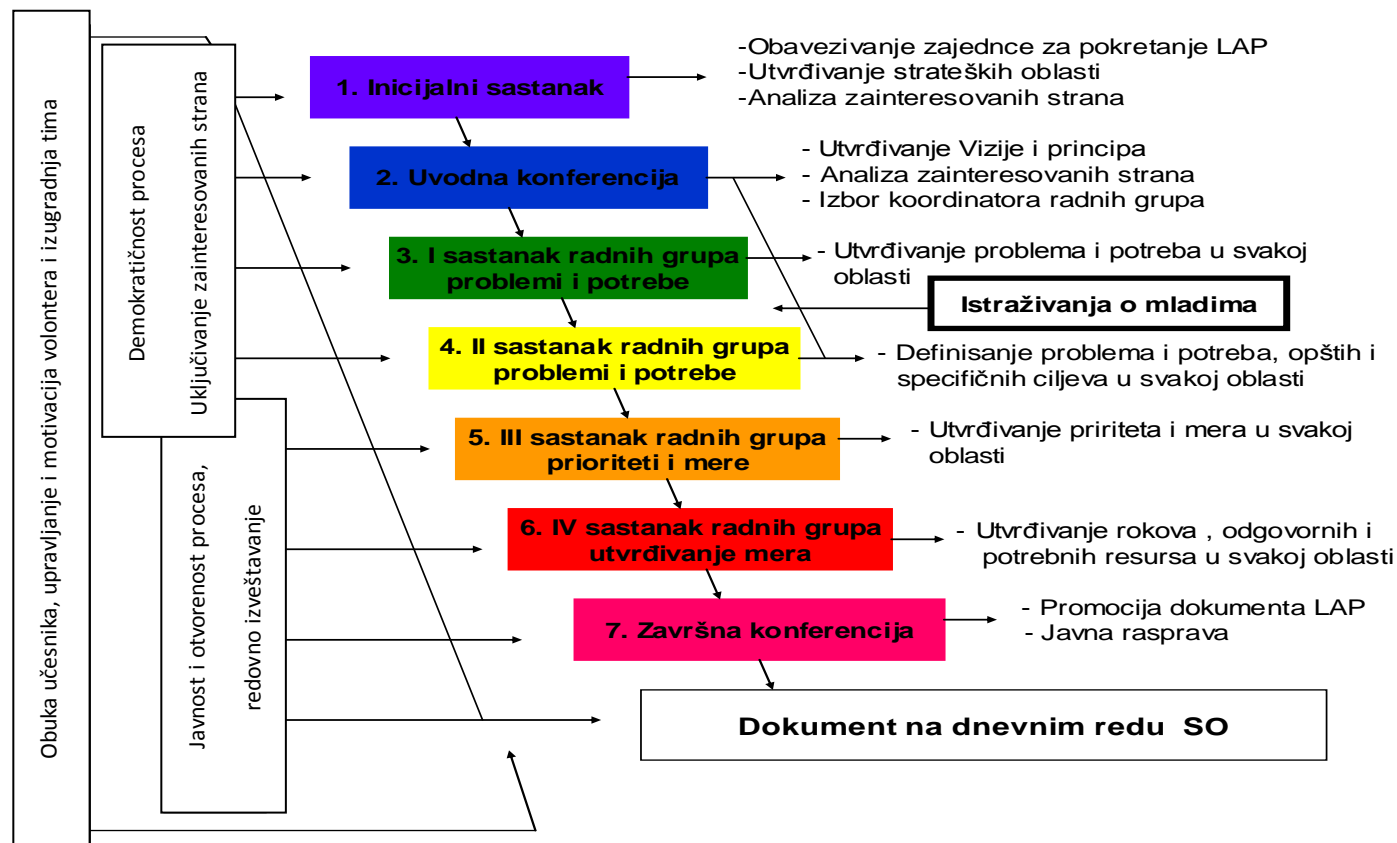 Obuka učesnika, upravljanje i motivacija volontera i izugradnja tima
Demokratičnost procesa
Uključivanje zainteresovanih strana
Javnost i otvorenost procesa,
redovno izveštavanje
1. Inicijalni sastanak
-Obavezivanje zajednce za pokretanje LAP
-Utvrđivanje strateških oblasti
-Analiza zainteresovanih strana
2. Uvodna konferencija
- Utvrđivanje Vizije i principa
- Analiza zainteresovanih strana
- Izbor koordinatora radnih grupa
3. I sastanak radnih grupa
problemi i potrebe
- Utvrđivanje problema i potreba u svakoj
oblasti
Istraživanja o mladima
4. II sastanak radnih grupa
problemi i potrebe
- Definisanje problema i potreba, opštih i
specifičnih ciljeva u svakoj oblasti
5. III sastanak radnih grupa
prioriteti i mere
- Utvrđivanje pririteta i mera u svakoj
oblasti
6. IV sastanak radnih grupa
utvrđivanje mera
- Utvrđivanje rokova , odgovornih i
potrebnih resursa u svakoj oblasti
7. Završna konferencija
- Promocija dokumenta LAP
- Javna rasprava
Dokument na dnevnim redu SO